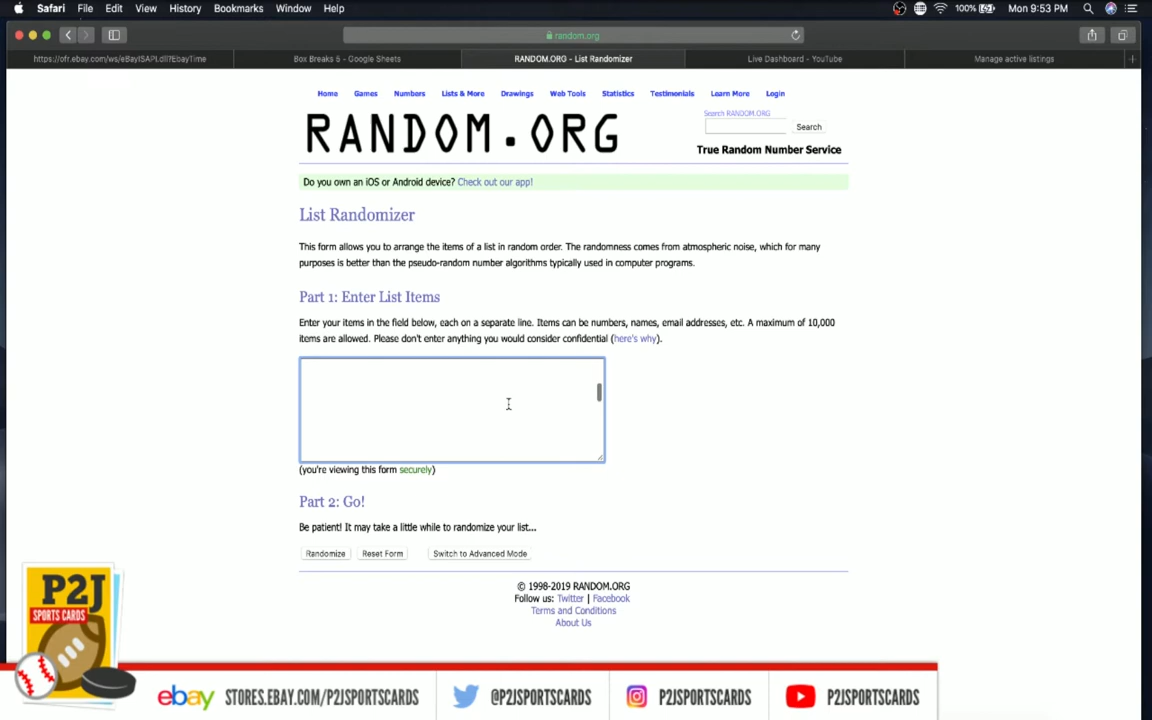 Safari File Edit View History Bookmarks Window Help 100% Mon 9:53 PM
random.org
https://ofr.ebay.com/ws/eBayISAPI.dll?EbayTime Box Breaks 6 - Google Sheets RANDOM.ORG - List Randomizer Live Dashboard - YouTube Manage active listings
Home Games Numbers Lists & More Drawings Web Tools Statistics Testimonials Learn More Login
RANDOM.ORG
Search RANDOM.ORG
Search
True Random Number Service
Do you own an iOS or Android device? Check out our app!
List Randomizer
This form allows you to arrange the items of a list in random order. The randomness comes from atmospheric noise, which for many
purposes is better than the pseudo-random number algorithms typically used in computer programs.
Part 1: Enter List Items
Enter your items in the field below, each on a separate line. Items can be numbers, names, email addresses, etc. A maximum of 10,000
items are allowed. Please don't enter anything you would consider confidential (here's why).
(you're viewing this form securely)
Part 2: Go!
Be patient! It may take a little while to randomize your list...
Randomize Reset Form Switch to Advanced Mode
© 1998-2019 RANDOM.ORG
Follow us: Twitter | Facebook
Terms and Conditions
About Us
P2J
SPORTS CARDS
ebay STORES.EBAY.COM/P2JSPORTSCARDS @P2JSPORTSCARDS P2JSPORTSCARDS P2JSPORTSCARDS